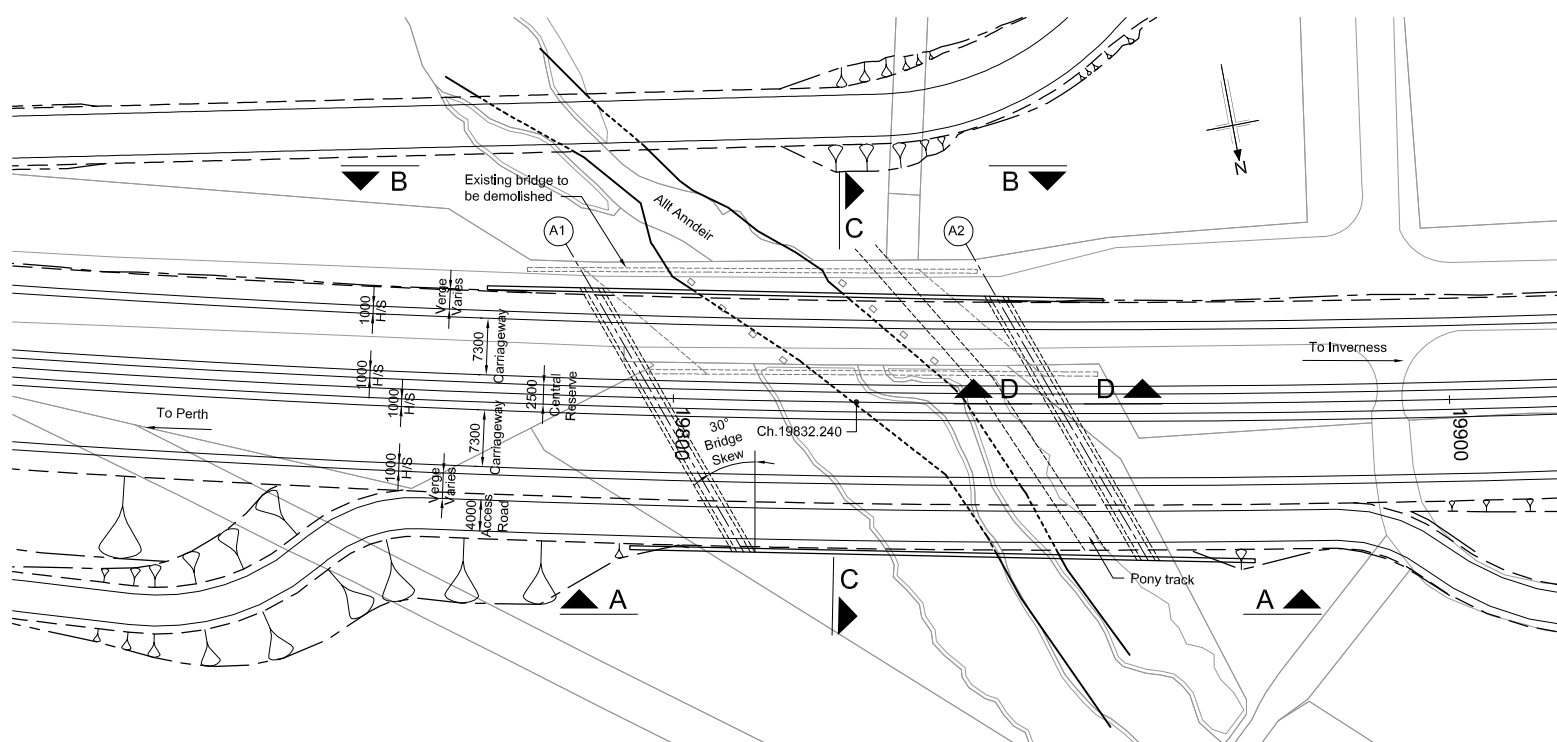 N
B
B
Existing bridge to
be demolished
Allt Anndeir
C
A1
A2
1000
H/S
Verge
Varies
7300
Carriageway
To Inverness
1000
H/S
1000
H/S
2500
Central
Reserve
D
D
To Perth
19800
19900
7300
Carriageway
30°
Bridge
Skew
Ch.19832.240
1000
H/S
Verge
Varies
4000
Access
Road
Pony track
C
A
A